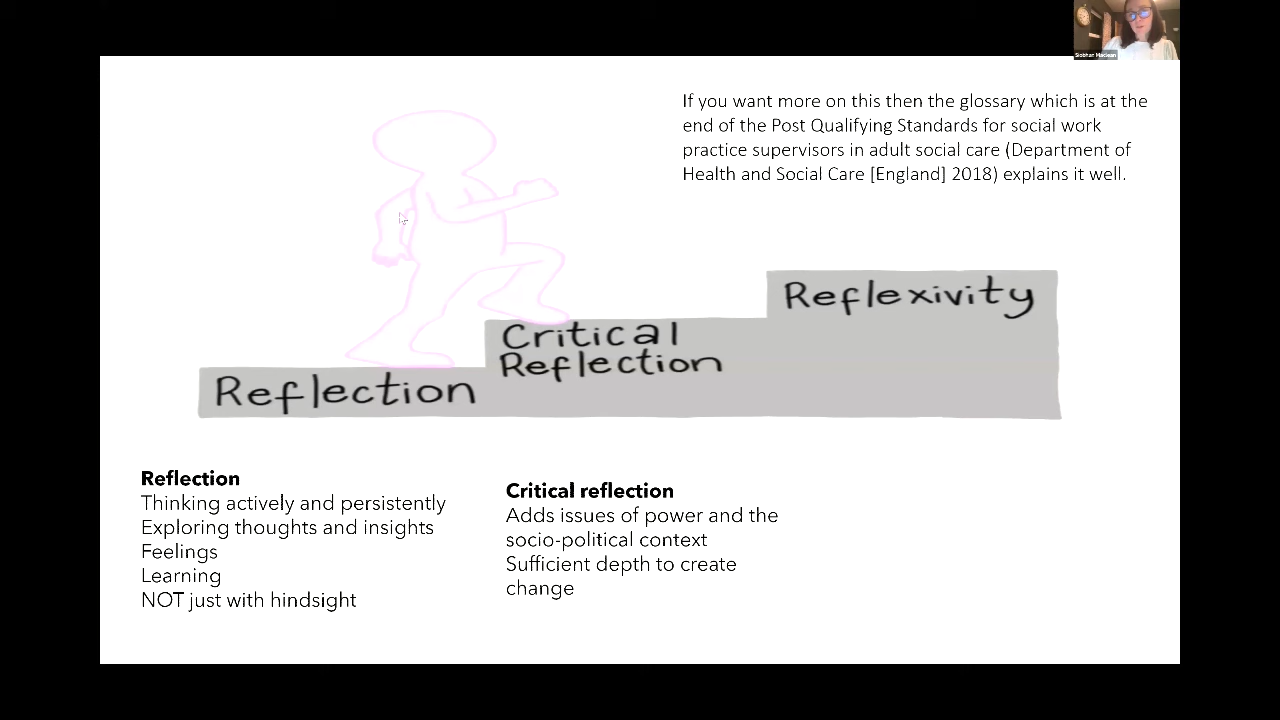 Siobhan Maclean
If you want more on this then the glossary which is at the
end of the Post Qualifying Standards for social work
practice supervisors in adult social care (Department of
Health and Social Care [England] 2018) explains it well.
Reflexivity
Critical
Reflection
Reflection
Reflection
Thinking actively and persistently
Exploring thoughts and insights
Feelings
Learning
NOT just with hindsight
Critical reflection
Adds issues of power and the
socio-political context
Sufficient depth to create
change